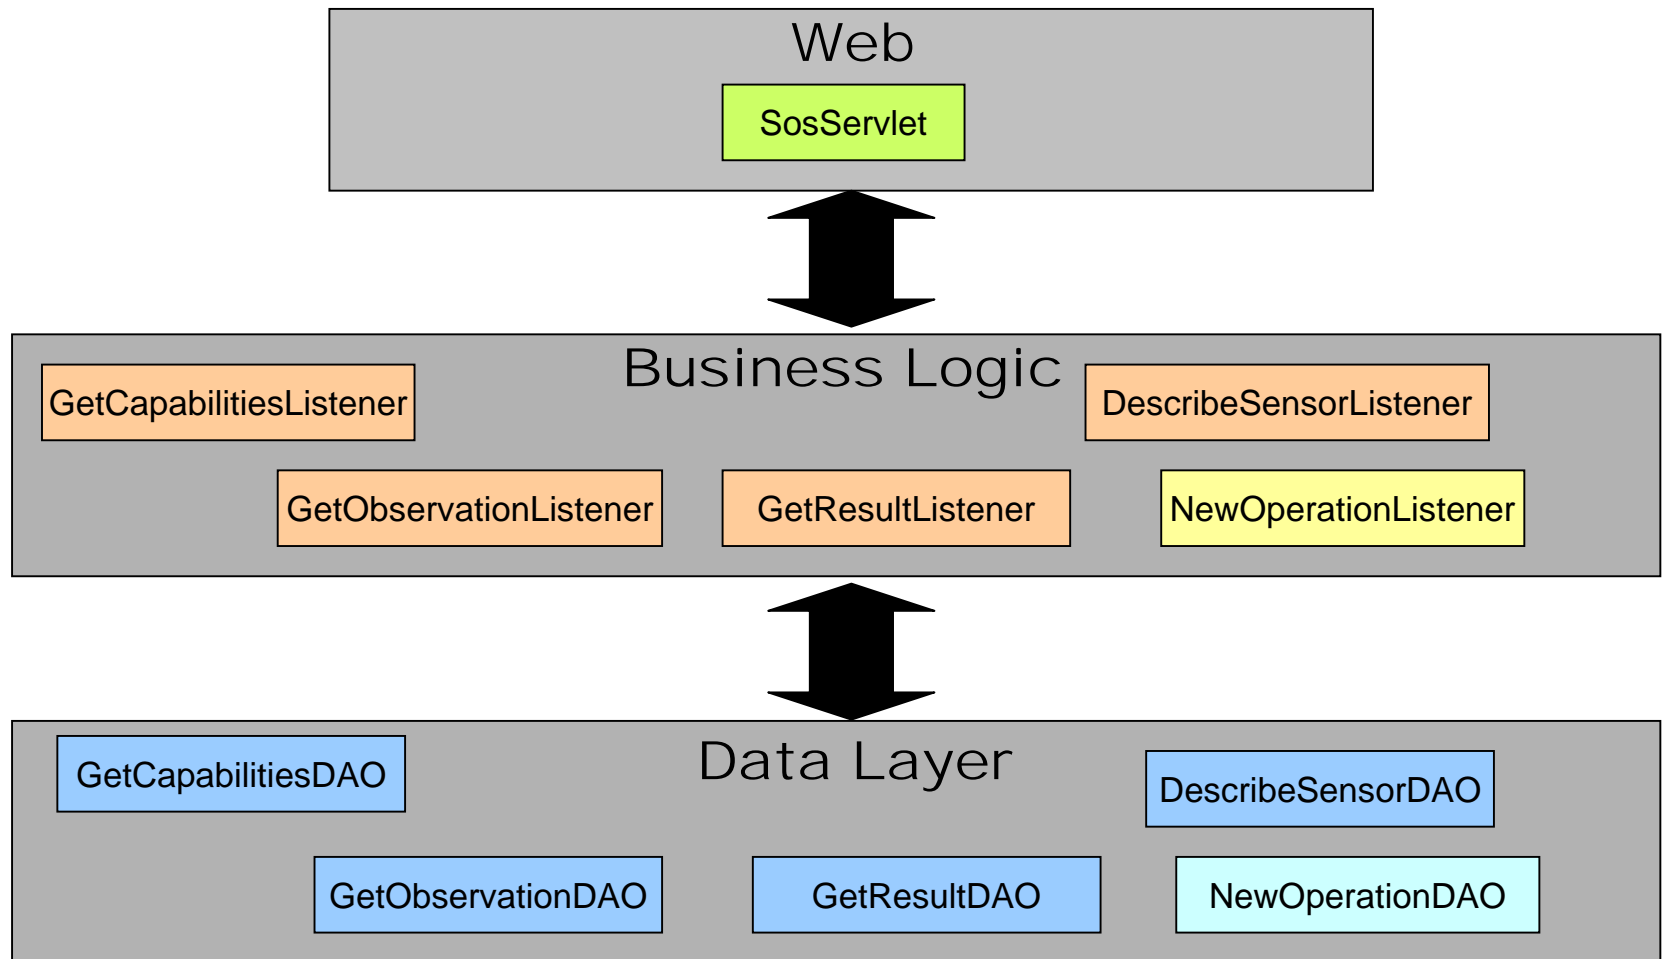 Web
SosServlet
Business Logic
GetCapabilitiesListener
DescribeSensorListener
GetObservationListener
GetResultListener
NewOperationListener
Data Layer
GetCapabilitiesDAO
DescribeSensorDAO
GetObservationDAO
GetResultDAO
NewOperationDAO